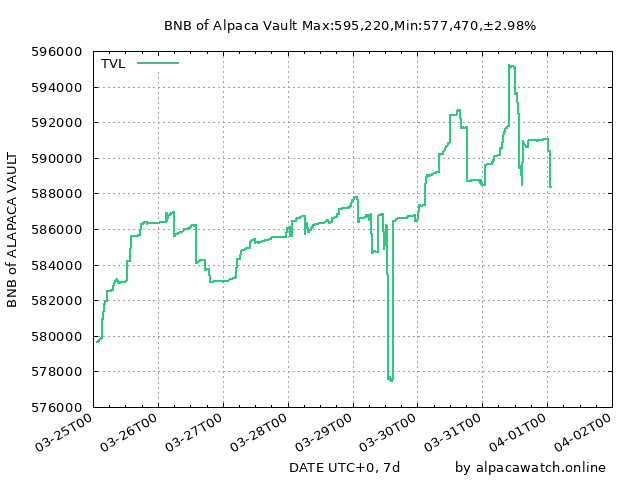 BNB of Alpaca Vault Max:595,220,Min:577,470,±2.98%
TVL
596000
594000
592000
590000
588000
586000
584000
582000
580000
578000
576000
BNB of ALAPACA VAULT
03-25T00
03-26T00
03-27T00
03-28T00
03-29T00
03-30T00
03-31T00
04-01T00
04-02T00
DATE UTC+0, 7d
by alpacawatch.online